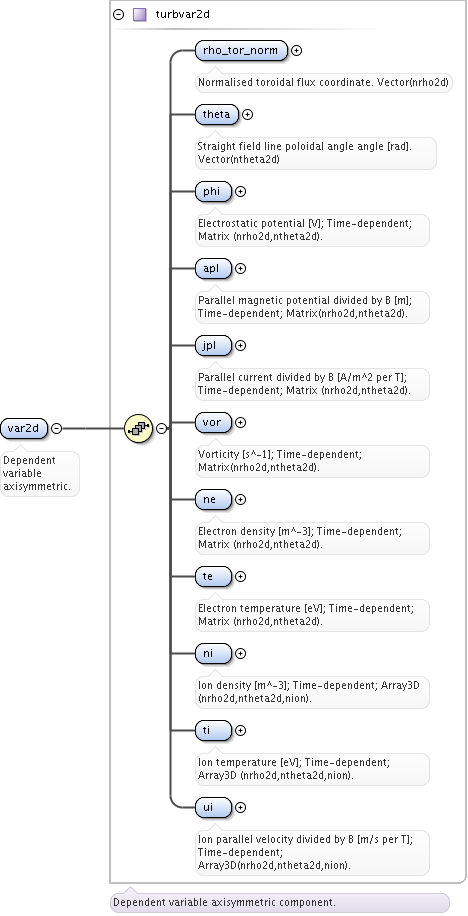 turbvar2d
rho_tor_norm
Normalised toroidal flux coordinate. Vector(nrho2d)
theta
Straight field line poloidal angle angle [rad].
Vector(ntheta2d)
phi
Electrostatic potential [V]; Time-dependent;
Matrix (nrho2d,ntheta2d).
apl
Parallel magnetic potential divided by B [m];
Time-dependent; Matrix(nrho2d,ntheta2d).
jpl
Parallel current divided by B [A/m^2 per T];
Time-dependent; Matrix (nrho2d,ntheta2d).
var2d
Dependent
variable
axisymmetric.
vor
Vorticity [s^-1]; Time-dependent;
Matrix(nrho2d,ntheta2d).
ne
Electron density [m^-3]; Time-dependent;
Matrix (nrho2d,ntheta2d).
te
Electron temperature [eV]; Time-dependent;
Matrix (nrho2d,ntheta2d).
ni
Ion density [m^-3]; Time-dependent; Array3D
(nrho2d,ntheta2d,nion).
ti
Ion temperature [eV]; Time-dependent;
Array3D (nrho2d,ntheta2d,nion).
ui
Ion parallel velocity divided by B [m/s per T];
Time-dependent;
Array3D(nrho2d,ntheta2d,nion).
Dependent variable axisymmetric component.